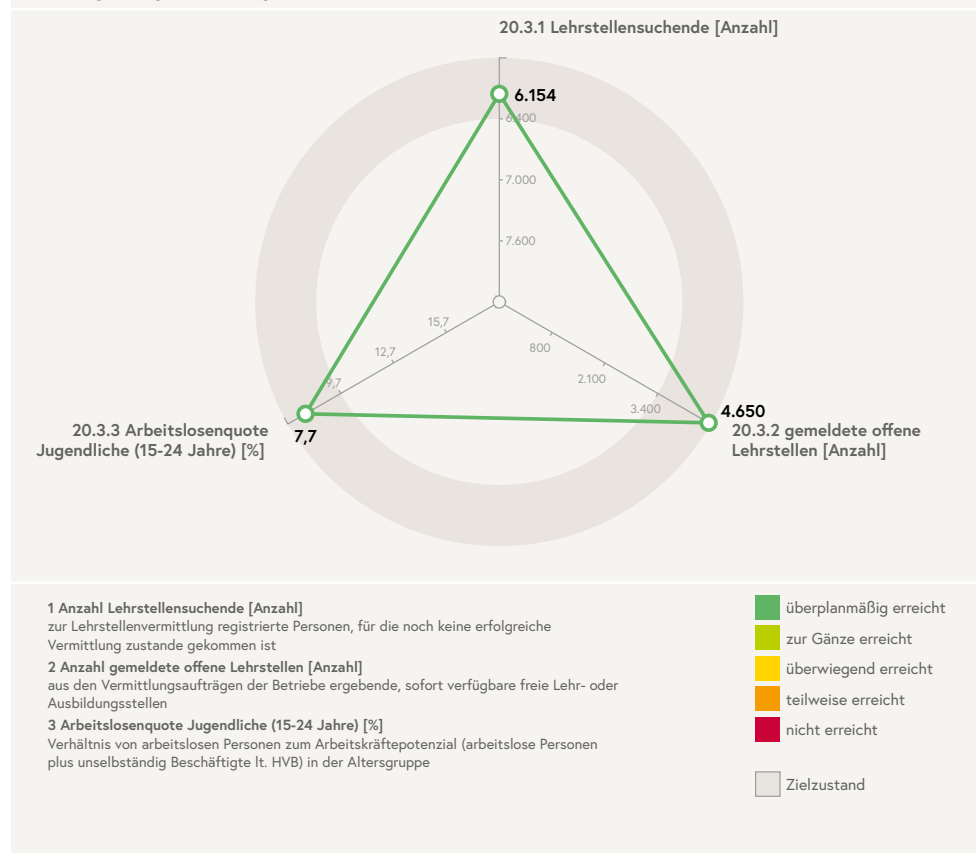 20.3.1 Lehrstellensuchende [Anzahl]
6.154
6.400
7.000
7.600
15,7
12,7
9,7
800
2.100
3.400
4.650
20.3.2 gemeldete offene
Lehrstellen [Anzahl]
20.3.3 Arbeitslosenquote
Jugendliche (15-24 Jahre) [%]
7,7
1 Anzahl Lehrstellensuchende [Anzahl]
zur Lehrstellenvermittlung registrierte Personen, für die noch keine erfolgreiche
Vermittlung zustande gekommen ist
2 Anzahl gemeldete offene Lehrstellen [Anzahl]
aus den Vermittlungsaufträgen der Betriebe ergebende, sofort verfügbare freie Lehr- oder
Ausbildungsstellen
3 Arbeitslosenquote Jugendliche (15-24 Jahre) [%]
Verhältnis von arbeitslosen Personen zum Arbeitskräftepotenzial (arbeitslose Personen
plus unselbständig Beschäftigte lt. HVB) in der Altersgruppe
überplanmäßig erreicht
zur Gänze erreicht
überwiegend erreicht
teilweise erreicht
nicht erreicht
Zielzustand